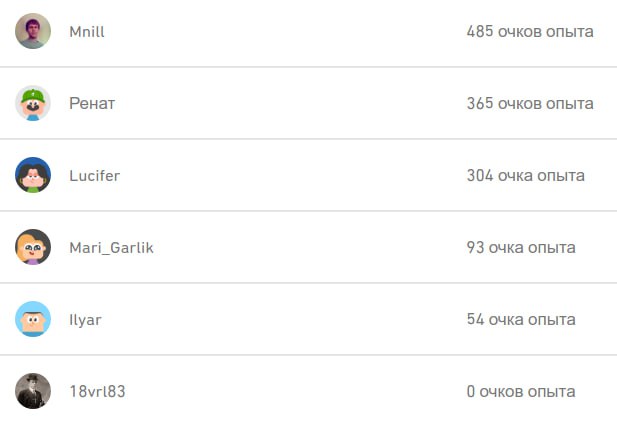 Mnill 485 очков опыта
Ренат 365 очков опыта
Lucifer 304 очка опыта
Mari_Garlik 93 очка опыта
Ilyar 54 очка опыта
18vrl83 0 очков опыта